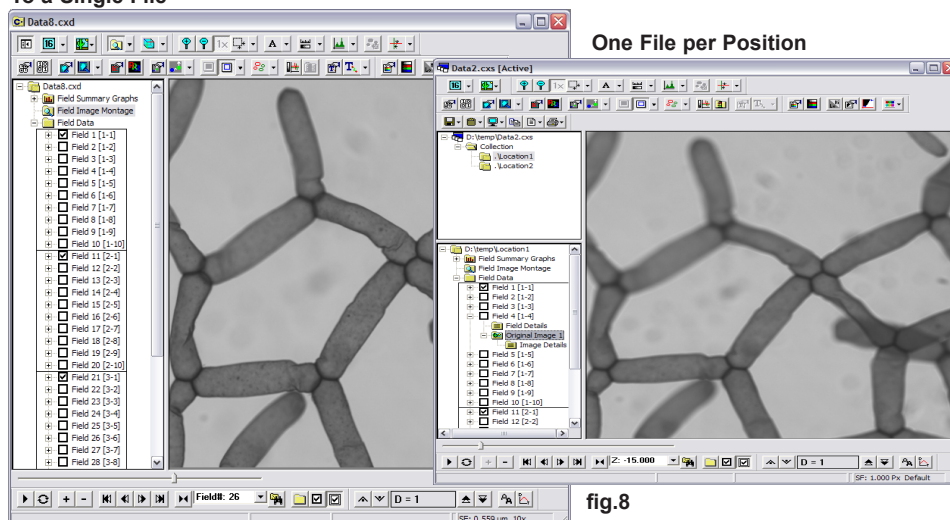 To a Single File
Data8.cxd
16
1x
A
T
Data8.cxd
Field Summary Graphs
Field Image Montage
Field Data
Field 1 [1-1]
Field 2 [1-2]
Field 3 [1-3]
Field 4 [1-4]
Field 5 [1-5]
Field 6 [1-6]
Field 7 [1-7]
Field 8 [1-8]
Field 9 [1-9]
Field 10 [1-10]
Field 11 [2-1]
Field 12 [2-2]
Field 13 [2-3]
Field 14 [2-4]
Field 15 [2-5]
Field 16 [2-6]
Field 17 [2-7]
Field 18 [2-8]
Field 19 [2-9]
Field 20 [2-10]
Field 21 [3-1]
Field 22 [3-2]
Field 23 [3-3]
Field 24 [3-4]
Field 25 [3-5]
Field 26 [3-6]
Field 27 [3-7]
Field 28 [3-8]
Field#: 26
D = 1
SF: 0.559 um, 10x
One File per Position
Data2.cxs [Active]
16
1x
A
D:\temp\Data2.cxs
Collection
.\Location1
.\Location2
D:\temp\Location1
Field Summary Graphs
Field Image Montage
Field Data
Field 1 [1-1]
Field 2 [1-2]
Field 3 [1-3]
Field 4 [1-4]
Field Details
Original Image 1
Image Details
Field 5 [1-5]
Field 6 [1-6]
Field 7 [1-7]
Field 8 [1-8]
Field 9 [1-9]
Field 10 [1-10]
Field 11 [2-1]
Field 12 [2-2]
Z: -15.000
D = 1
SF: 1.000 Px Default
fig.8